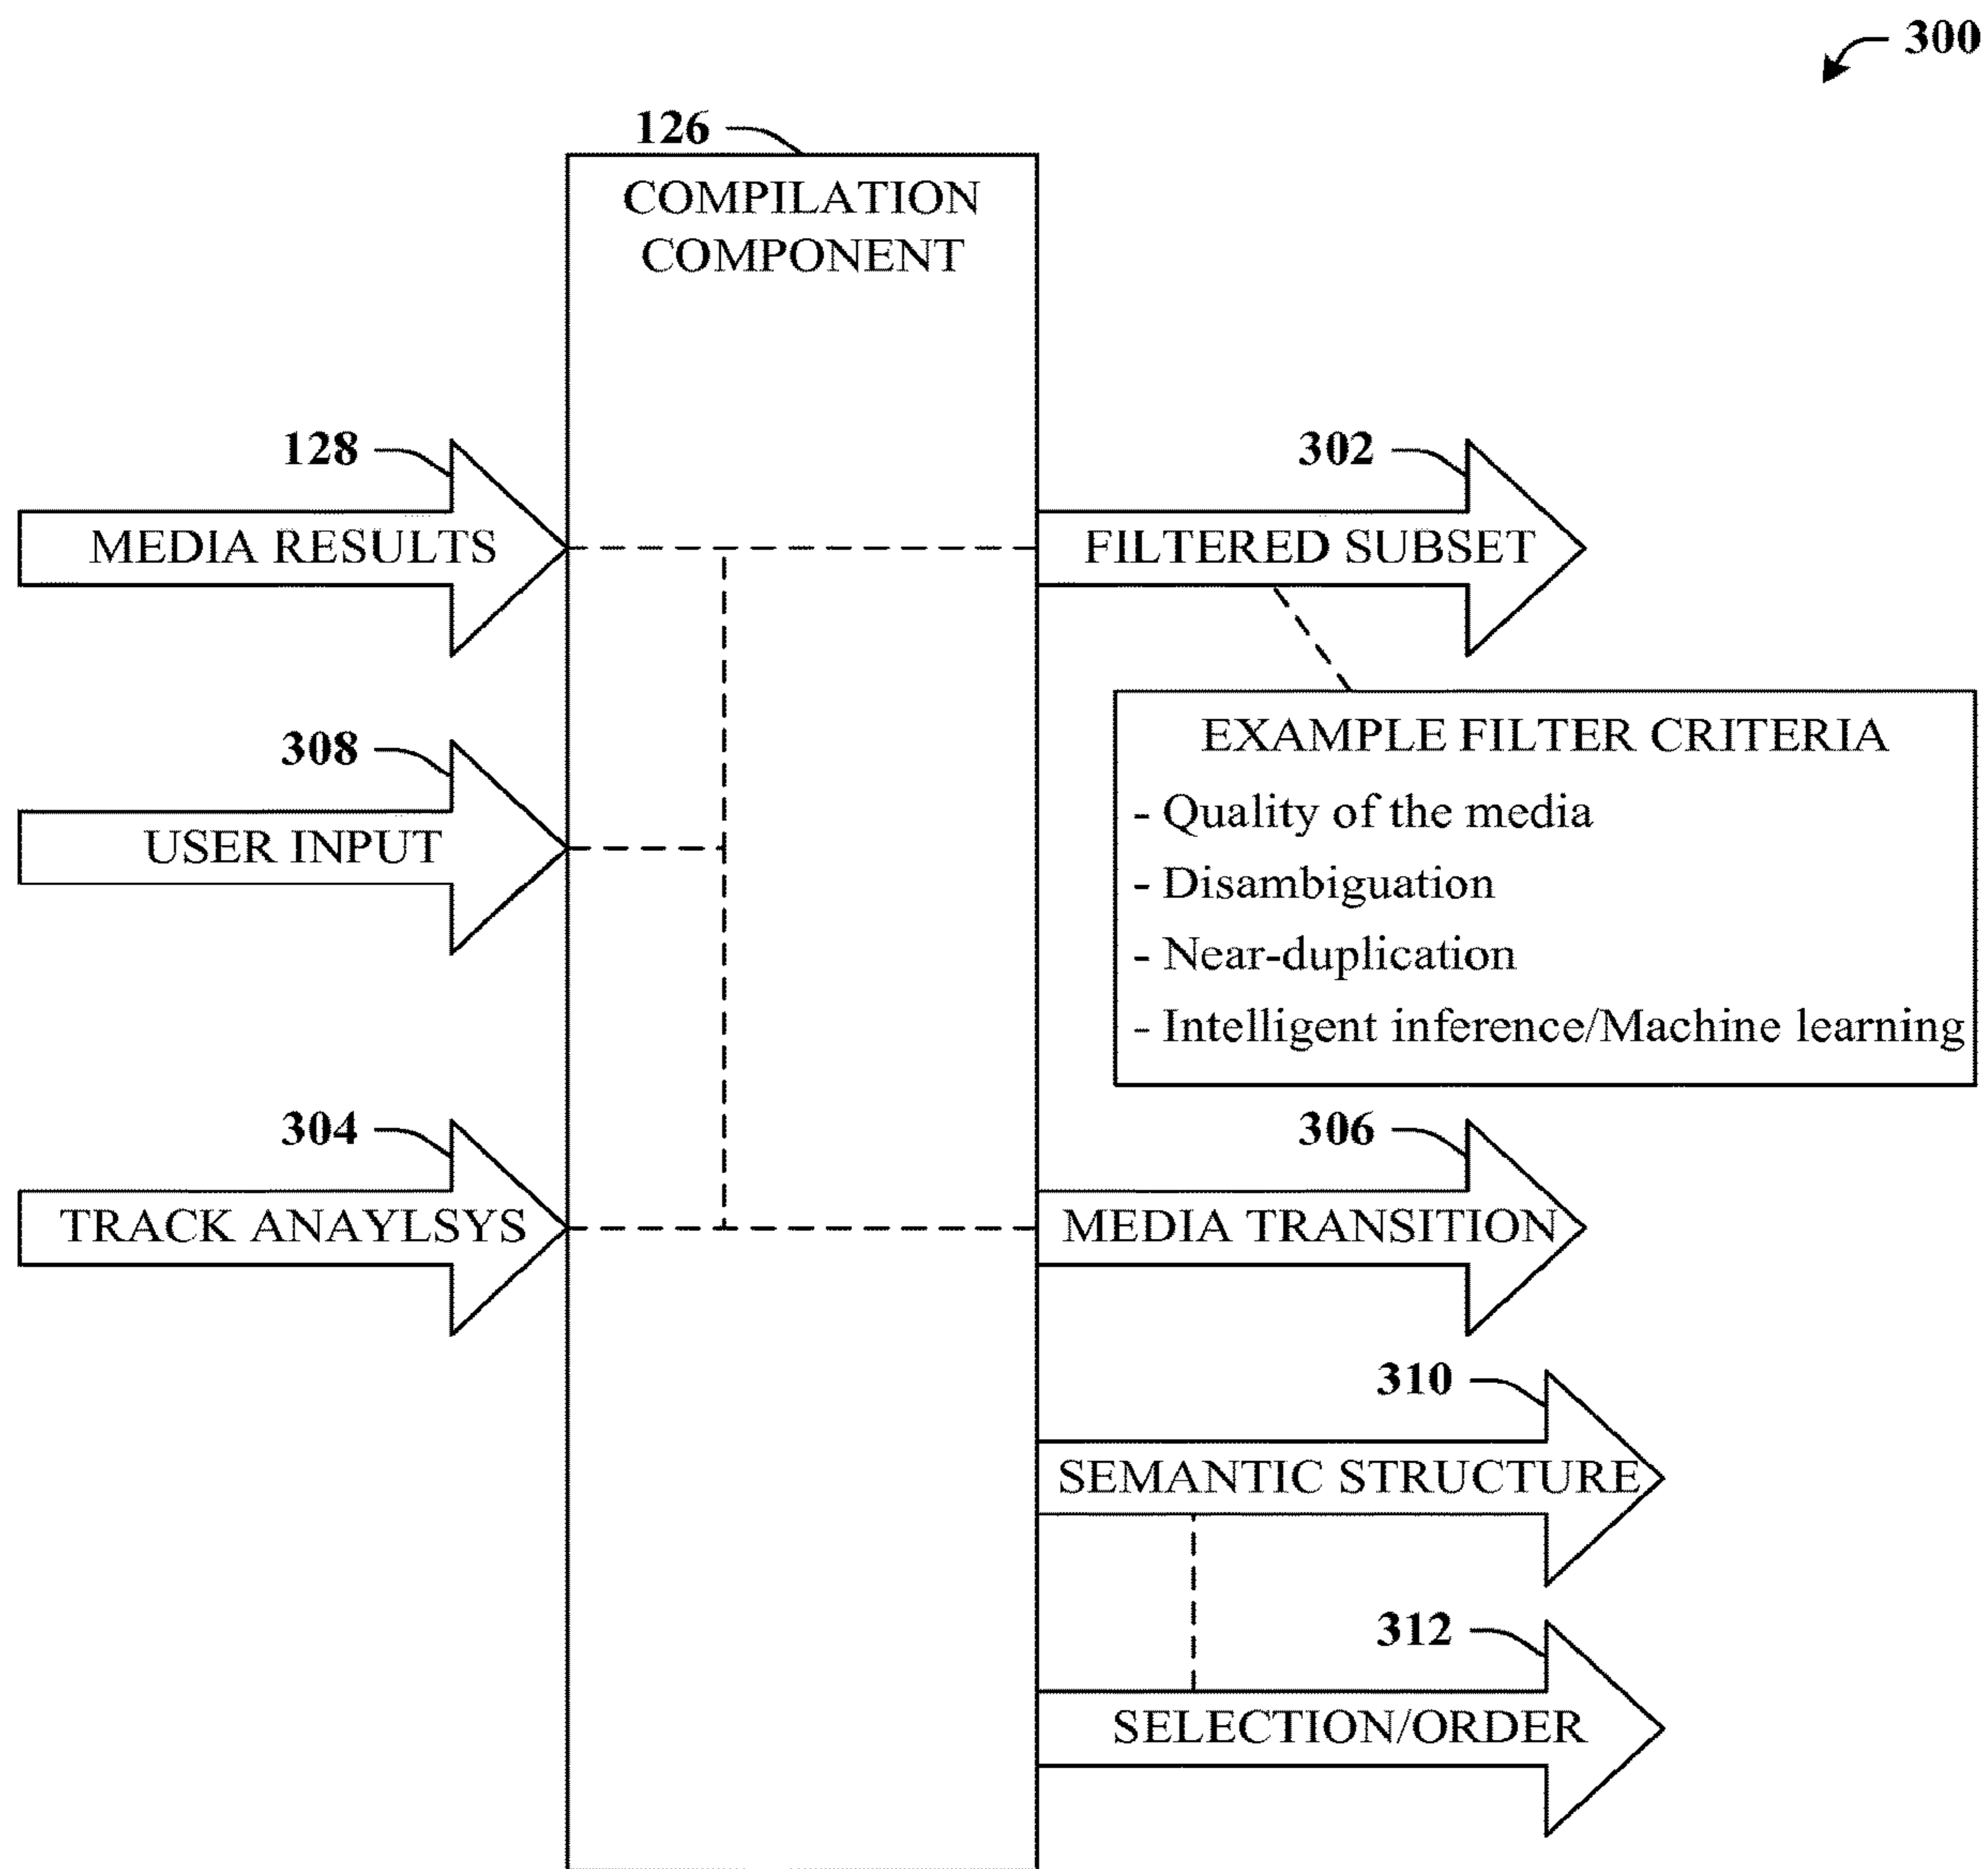 300
126
COMPILATION
COMPONENT
128
302
MEDIA RESULTS
FILTERED SUBSET
EXAMPLE FILTER CRITERIA
- Quality of the media
- Disambiguation
- Near-duplication
- Intelligent inference/Machine learning
308
USER INPUT
304
306
TRACK ANAYLSYS
MEDIA TRANSITION
310
SEMANTIC STRUCTURE
312
SELECTION/ORDER